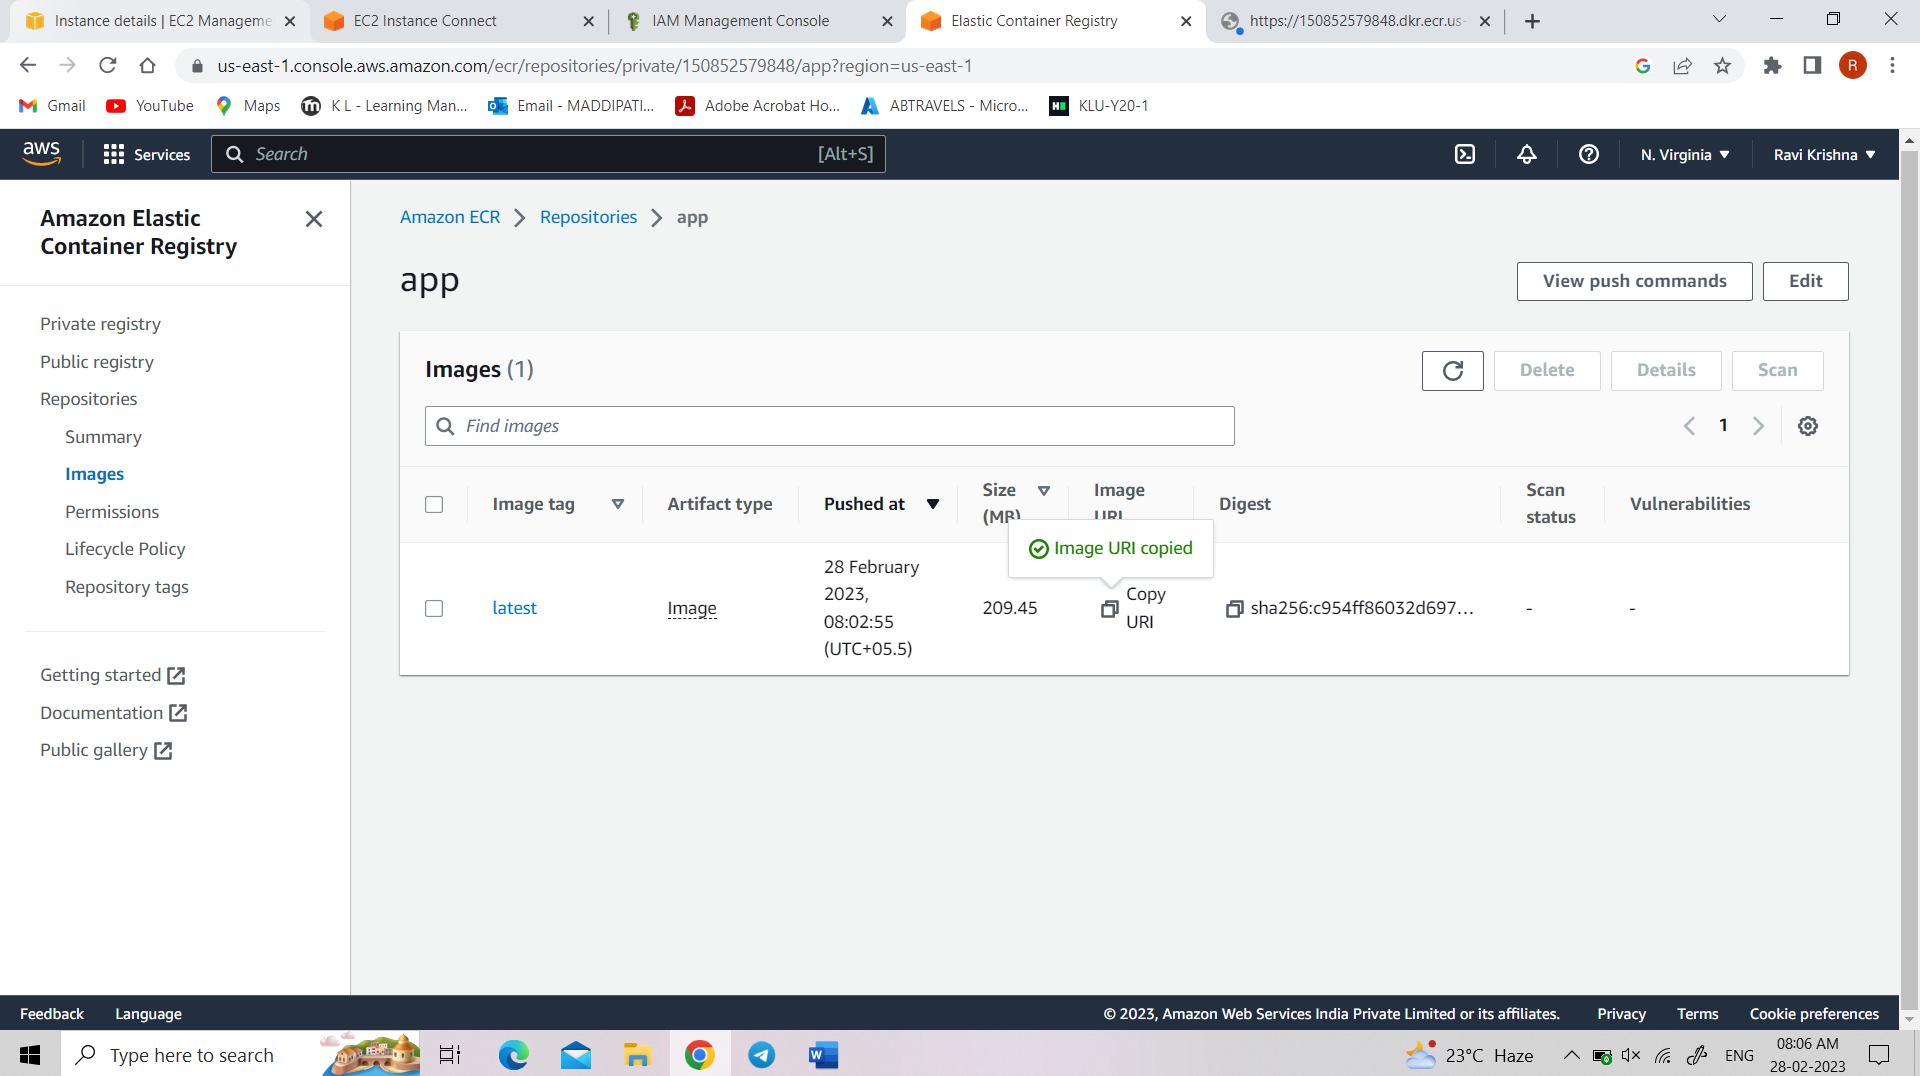 Instance details | EC2 Manageme
EC2 Instance Connect
IAM Management Console
Elastic Container Registry
https://150852579848.dkr.ecr.us-
us-east-1.console.aws.amazon.com/ecr/repositories/private/150852579848/app?region=us-east-1
R
Gmail
YouTube
Maps
K L - Learning Man...
Email - MADDIPATI...
Adobe Acrobat Ho...
ABTRAVELS - Micro...
KLU-Y20-1
aws
Services
Search
[Alt+S]
N. Virginia
Ravi Krishna
Amazon Elastic
Container Registry
Private registry
Public registry
Repositories
Summary
Images
Permissions
Lifecycle Policy
Repository tags
Getting started
Documentation
Public gallery
Amazon ECR
Repositories
app
app
View push commands
Edit
Images (1)
Delete
Details
Scan
Find images
1
Image tag
Artifact type
Pushed at
Size
(MB)
Image
URI
Digest
Scan
status
Vulnerabilities
Image URI copied
latest
Image
28 February
2023,
08:02:55
(UTC+05.5)
209.45
Copy
URI
sha256:c954ff86032d697...
-
-
Feedback
Language
© 2023, Amazon Web Services India Private Limited or its affiliates.
Privacy
Terms
Cookie preferences
Type here to search
23°C Haze
ENG
08:06 AM
28-02-2023